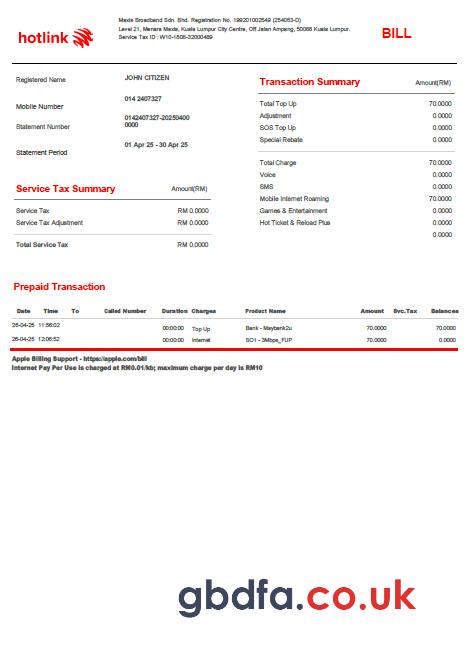 hotlink
Maxis Broadband Sdn. Bhd. Registration No. 199201002549 (254053-D)
Level 21, Menara Maxis, Kuala Lumpur City Centre, Off Jalan Ampang, 50088 Kuala Lumpur.
Service Tax ID : W10-1808-32000489
BILL
Registered Name JOHN CITIZEN
Mobile Number 014 2407327
Statement Number 0142407327-20250400
0000
Statement Period 01 Apr 25 - 30 Apr 25
Service Tax Summary Amount(RM)
Service Tax RM 0.0000
Service Tax Adjustment RM 0.0000
Total Service Tax RM 0.0000
Transaction Summary Amount(RM)
Total Top Up 70.0000
Adjustment 0.0000
SOS Top Up 0.0000
Special Rebate 0.0000
Total Charge 70.0000
Voice 0.0000
SMS 0.0000
Mobile Internet Roaming 70.0000
Games & Entertainment 0.0000
Hot Ticket & Reload Plus 0.0000
0.0000
Prepaid Transaction
Date Time To Called Number Duration Charges Product Name Amount Svc.Tax Balances
26-04-25 11:56:02 00:00:00 Top Up Bank - Maybank2u 70.0000 70.0000
26-04-25 12:06:52 00:00:00 Internet SO1 - 3Mbps_FUP 70.0000 0.0000
Apple Billing Support - https://apple.com/bill
Internet Pay Per Use is charged at RM0.01/kb; maximum charge per day is RM10
gbdfa.co.uk